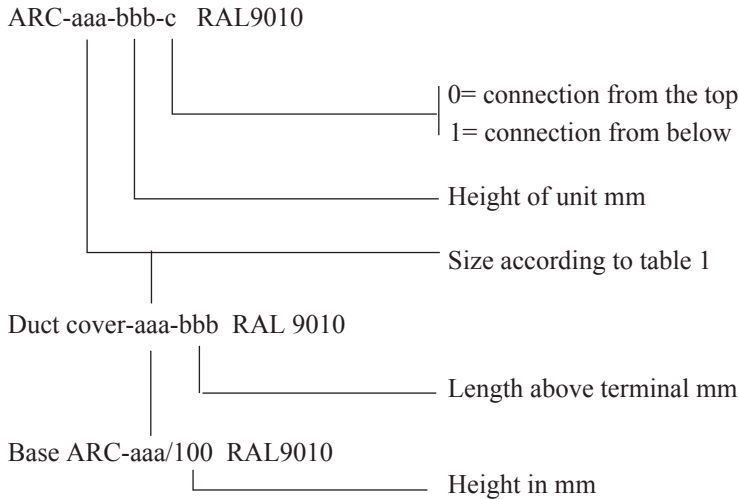 ARC-aaa-bbb-c RAL9010
0= connection from the top
1= connection from below
Height of unit mm
Size according to table 1
Duct cover-aaa-bbb RAL 9010
Length above terminal mm
Base ARC-aaa/100 RAL9010
Height in mm